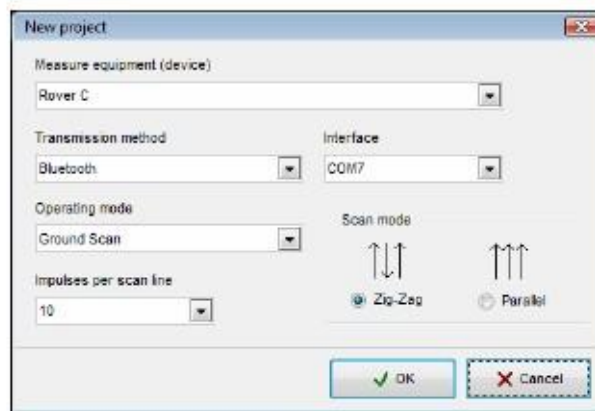 New project
Measure equipment (device)
Rover C
Transmission method
Interface
Bluetooth
COM7
Operating mode
Ground Scan
Scan mode
Impulses per scan line
10
Zig-Zag
Parallel
OK
Cancel